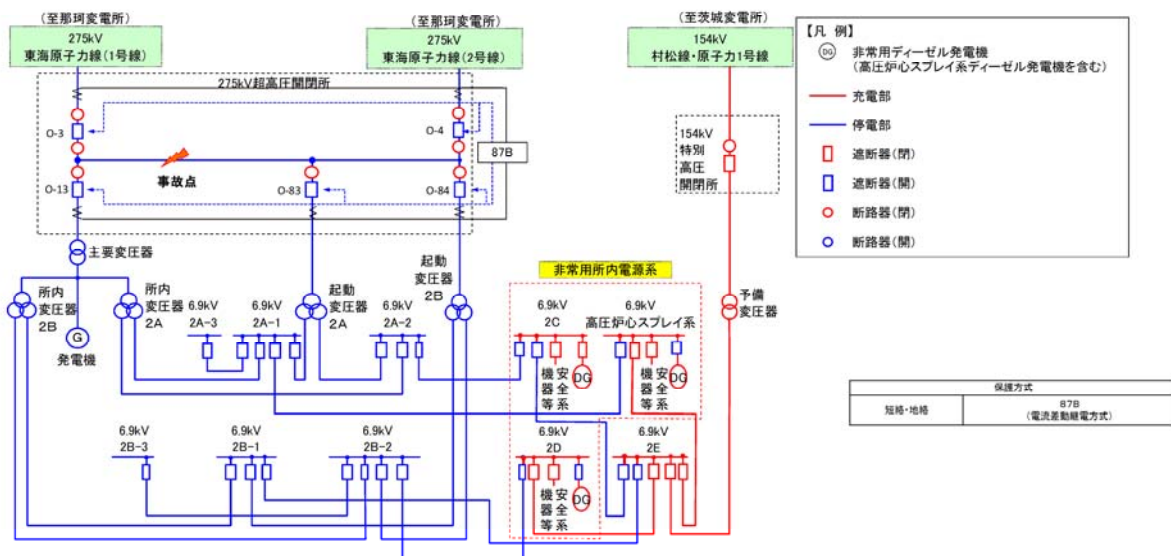 (至那珂変電所)
275kV
東海原子力線(1号線)
(至那珂変電所)
275kV
東海原子力線(2号線)
(至茨城変電所)
154kV
村松線・原子力1号線
【凡 例】
DG
非常用ディーゼル発電機
(高圧炉心スプレイ系ディーゼル発電機を含む)
充電部
停電部
遮断器(閉)
遮断器(開)
断路器(閉)
断路器(開)
275kV超高圧開閉所
O-3
O-4
87B
事故点
O-13
O-83
O-84
154kV
特別
高圧
開閉所
主要変圧器
所内
変圧器
2B
G
発電機
所内
変圧器
2A
起動
変圧器
2A
起動
変圧器
2B
非常用所内電源系
予備
変圧器
6.9kV
2A-3
6.9kV
2A-1
6.9kV
2A-2
6.9kV
2C
6.9kV
高圧炉心スプレイ系
安全系
機器等
DG
安全系
機器等
DG
6.9kV
2B-3
6.9kV
2B-1
6.9kV
2B-2
6.9kV
2D
6.9kV
2E
安全系
機器等
DG
保護方式
短絡・地絡
87B
(電流差動継電方式)